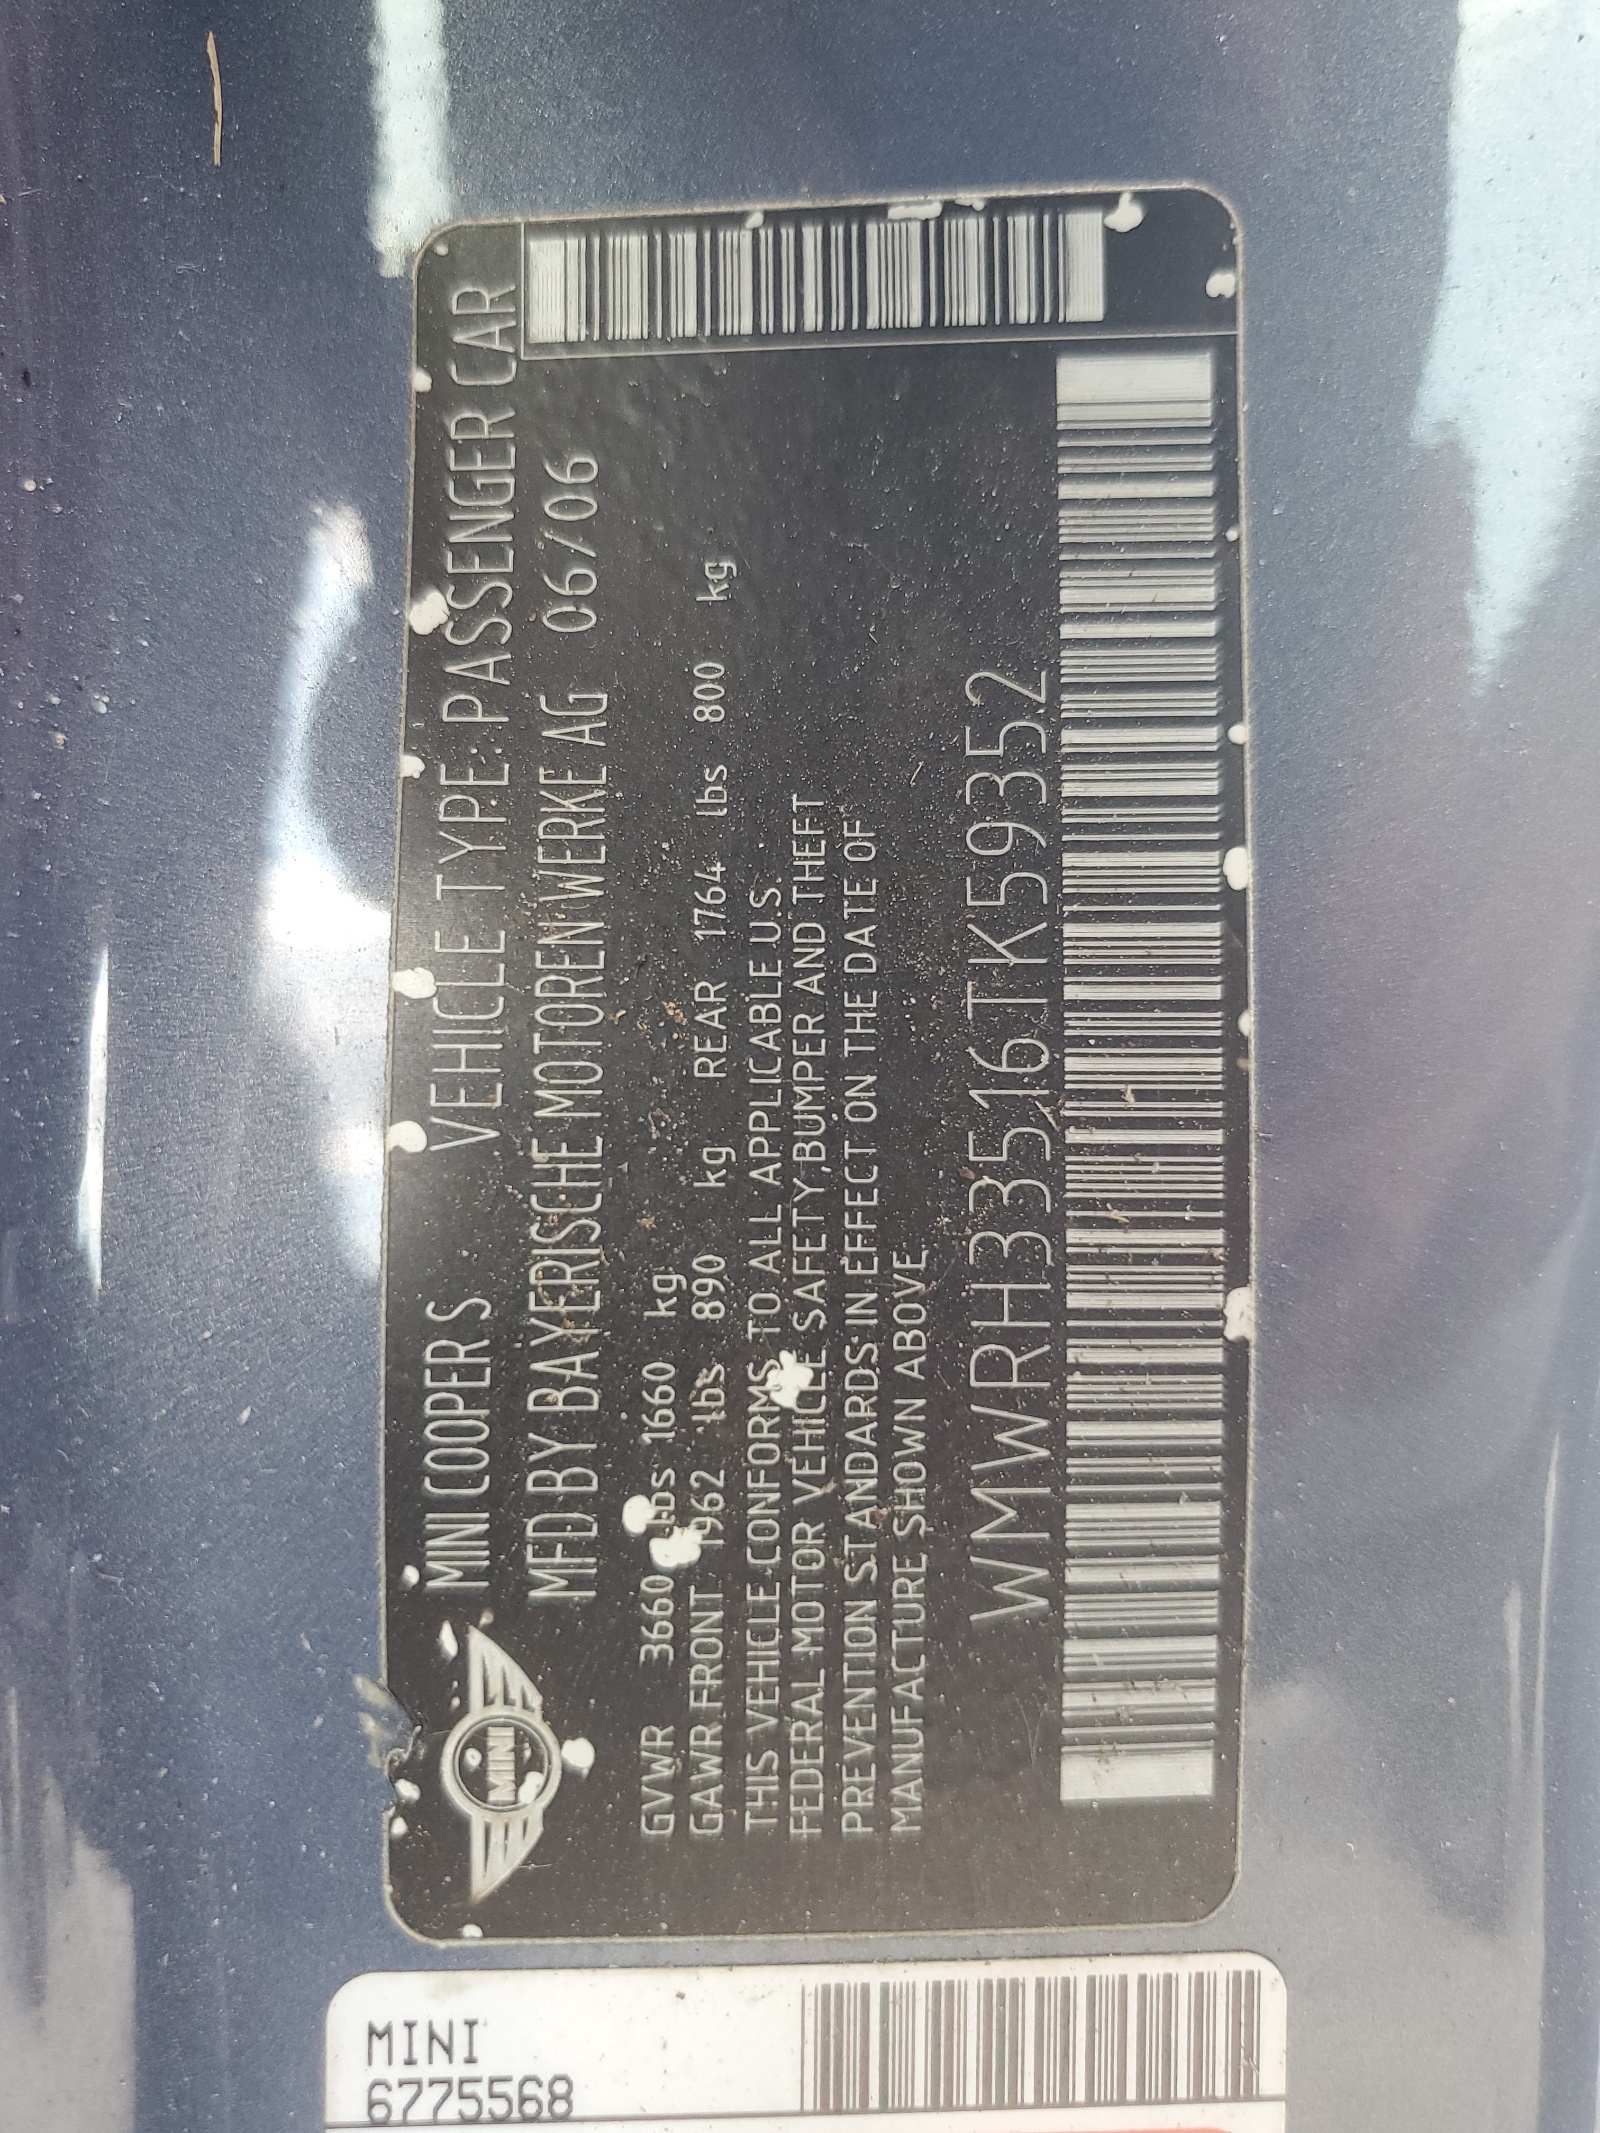 MINI
MINI COOPER S VEHICLE TYPE: PASSENGER CAR
MFD BY BAYERISCHE MOTOREN WERKE AG 06/06
GVWR 3660 lbs 1660 kg
GAWR FRONT 1962 lbs 890 kg REAR 1764 lbs 800 kg
THIS VEHICLE CONFORMS TO ALL APPLICABLE U.S.
FEDERAL MOTOR VEHICLE SAFETY,BUMPER AND THEFT
PREVENTION STANDARDS IN EFFECT ON THE DATE OF
MANUFACTURE SHOWN ABOVE
WMWRH33516TK59352
MINI
6775568